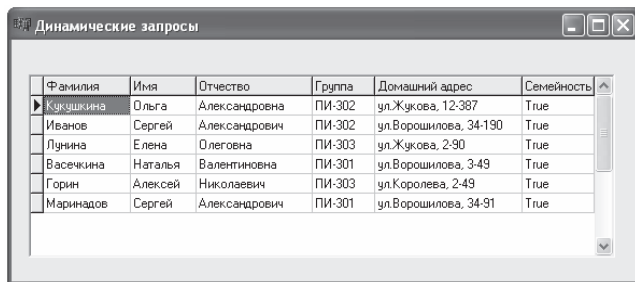 Динамические запросы
Фамилия Имя Отчество Группа Домашний адрес Семейность
Кукушкина Ольга Александровна ПИ-302 ул.Жукова, 12-387 True
Иванов Сергей Александрович ПИ-302 ул.Ворошилова, 34-190 True
Лунина Елена Олеговна ПИ-303 ул.Жукова, 2-90 True
Васечкина Наталья Валентиновна ПИ-301 ул.Ворошилова, 3-49 True
Горин Алексей Николаевич ПИ-303 ул.Королева, 2-49 True
Маринадов Сергей Александрович ПИ-301 ул.Ворошилова, 34-91 True